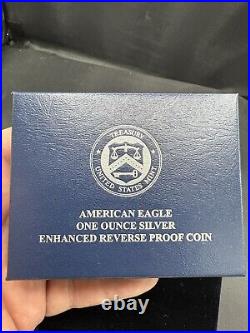 TREASURY
UNITED STATES MINT
AMERICAN EAGLE
ONE OUNCE SILVER
ENHANCED REVERSE PROOF COIN